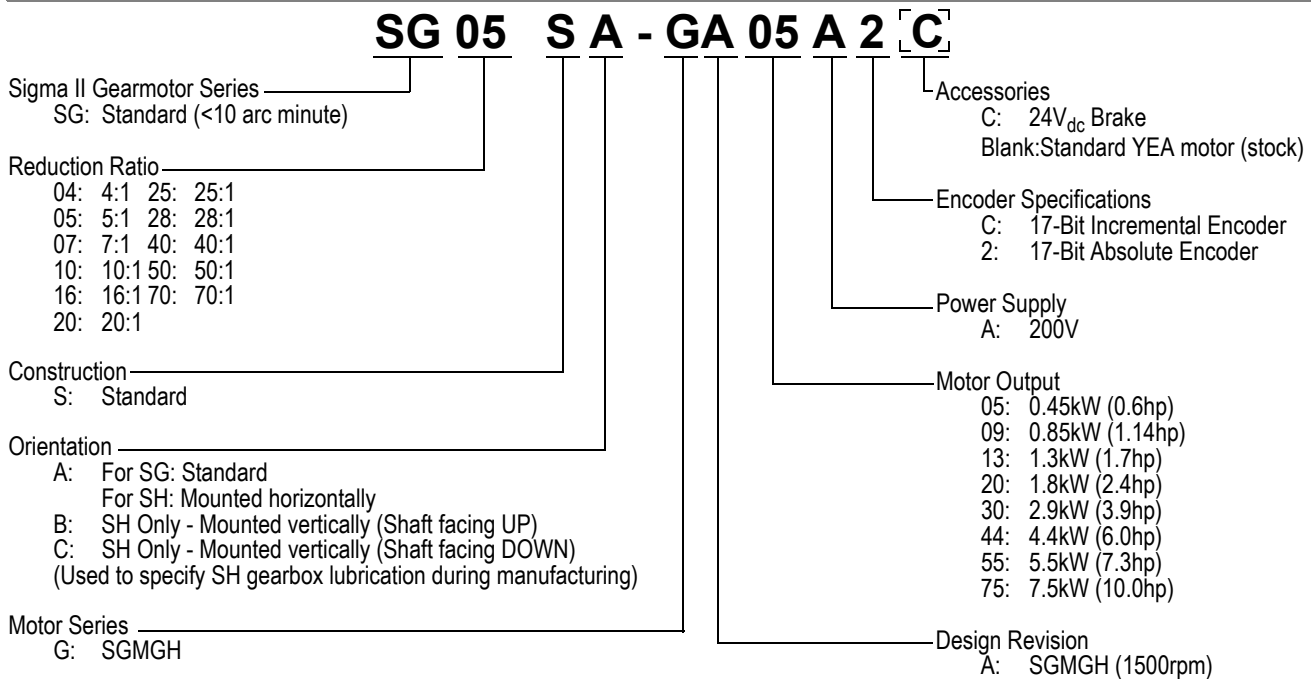 SG 05 S A - G A 05 A 2 C
Sigma II Gearmotor Series
SG: Standard (<10 arc minute)
Reduction Ratio
04: 4:1 25: 25:1
05: 5:1 28: 28:1
07: 7:1 40: 40:1
10: 10:1 50: 50:1
16: 16:1 70: 70:1
20: 20:1
Construction
S: Standard
Orientation
A: For SG: Standard
For SH: Mounted horizontally
B: SH Only - Mounted vertically (Shaft facing UP)
C: SH Only - Mounted vertically (Shaft facing DOWN)
(Used to specify SH gearbox lubrication during manufacturing)
Motor Series
G: SGMGH
Accessories
C: 24Vdc Brake
Blank:Standard YEA motor (stock)
Encoder Specifications
C: 17-Bit Incremental Encoder
2: 17-Bit Absolute Encoder
Power Supply
A: 200V
Motor Output
05: 0.45kW (0.6hp)
09: 0.85kW (1.14hp)
13: 1.3kW (1.7hp)
20: 1.8kW (2.4hp)
30: 2.9kW (3.9hp)
44: 4.4kW (6.0hp)
55: 5.5kW (7.3hp)
75: 7.5kW (10.0hp)
Design Revision
A: SGMGH (1500rpm)